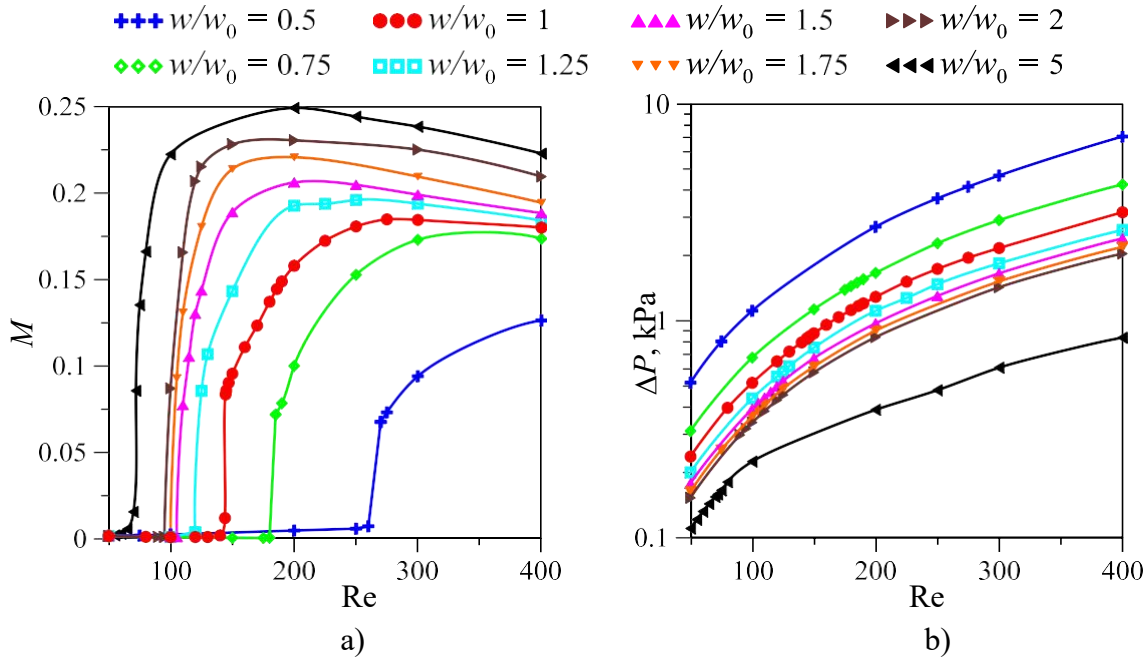 w/w₀ = 0.5 w/w₀ = 1 w/w₀ = 1.5 w/w₀ = 2
w/w₀ = 0.75 w/w₀ = 1.25 w/w₀ = 1.75 w/w₀ = 5
M
0.25
0.2
0.15
0.1
0.05
0
100 200 300 400
Re
a)
ΔP, kPa
10
1
0.1
100 200 300 400
Re
b)